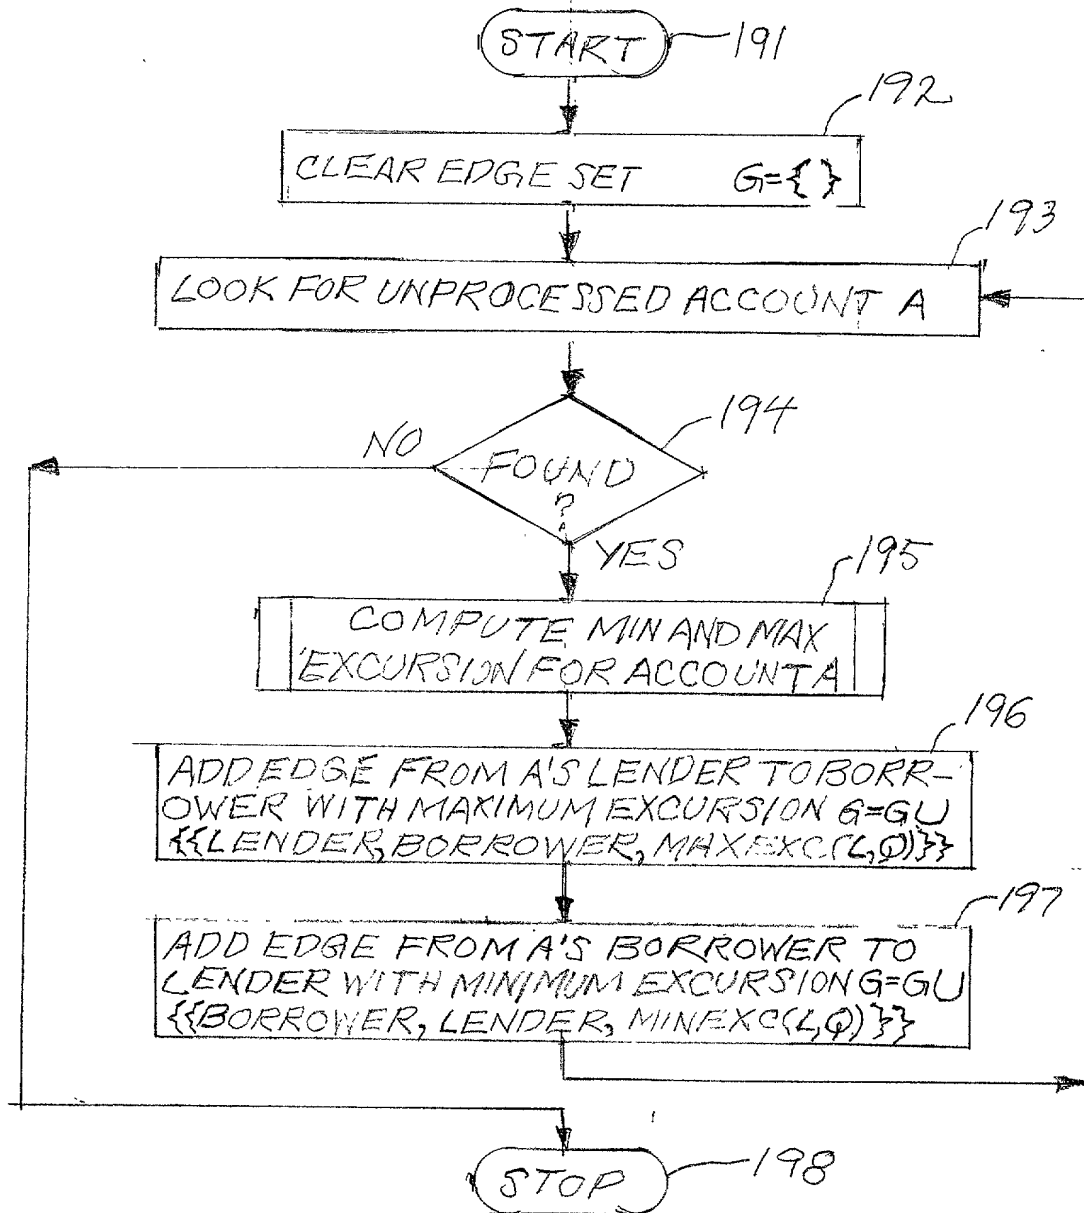 START 191
192
CLEAR EDGE SET G={ }
193
LOOK FOR UNPROCESSED ACCOUNT A
194
NO
FOUND
?
YES
195
COMPUTE MIN AND MAX
EXCURSION FOR ACCOUNT A
196
ADD EDGE FROM A'S LENDER TO BORR-
OWER WITH MAXIMUM EXCURSION G=GU
{{LENDER, BORROWER, MAXEXC(L,Q)}}
197
ADD EDGE FROM A'S BORROWER TO
LENDER WITH MINIMUM EXCURSION G=GU
{{BORROWER, LENDER, MINEXC(L,Q)}}
STOP 198